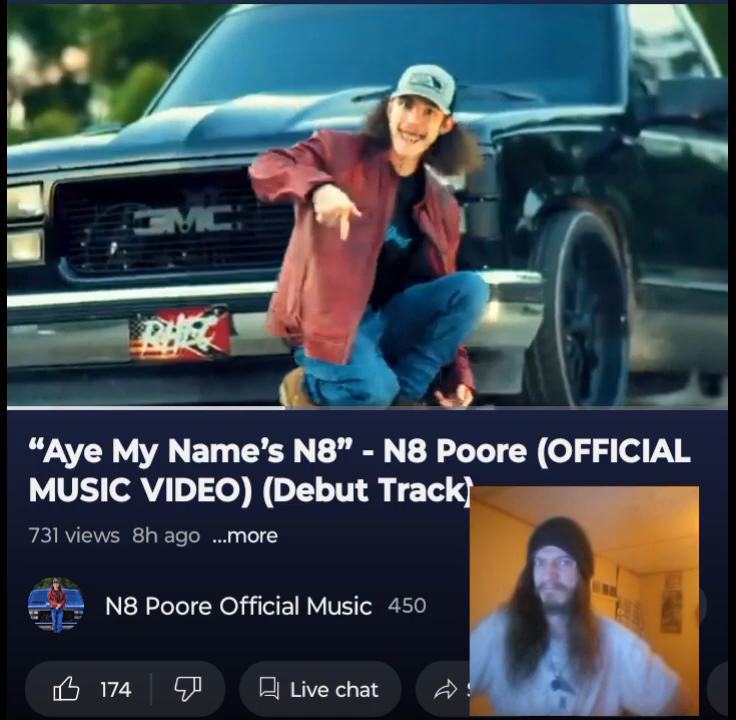 GMC
RHEC
“Aye My Name’s N8” - N8 Poore (OFFICIAL
MUSIC VIDEO) (Debut Track)
731 views 8h ago ...more
N8 Poore Official Music 450
174
Live chat